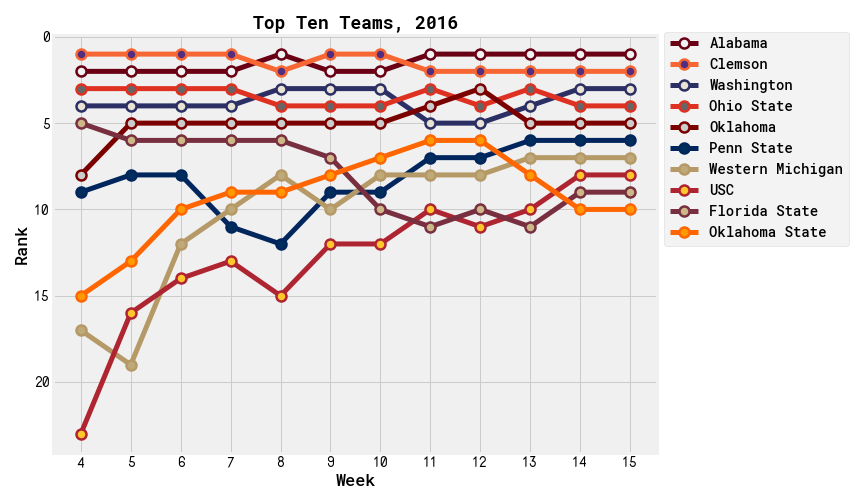 Top Ten Teams, 2016
0
5
10
15
20
Rank
4 5 6 7 8 9 10 11 12 13 14 15
Week
Alabama
Clemson
Washington
Ohio State
Oklahoma
Penn State
Western Michigan
USC
Florida State
Oklahoma State